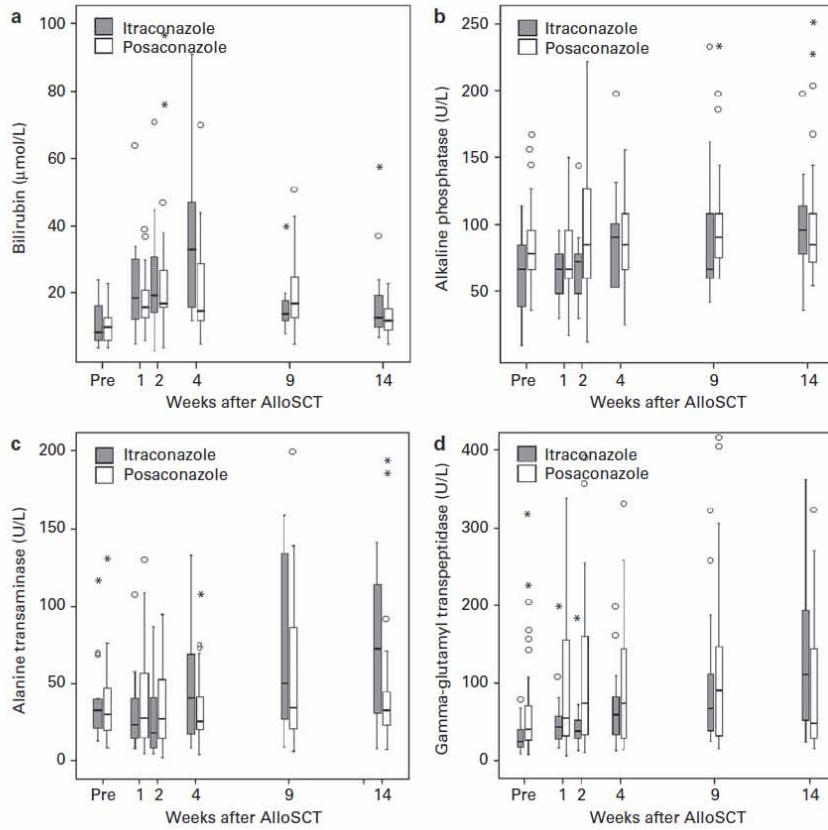 a
100
80
60
40
20
Bilirubin (µmol/L)
Itraconazole
Posaconazole
Pre 1 2 4 9 14
Weeks after AlloSCT
b
250
200
150
100
50
Alkaline phosphatase (U/L)
Itraconazole
Posaconazole
Pre 1 2 4 9 14
Weeks after AlloSCT
c
200
150
100
50
0
Alanine transaminase (U/L)
Itraconazole
Posaconazole
Pre 1 2 4 9 14
Weeks after AlloSCT
d
400
300
200
100
0
Gamma-glutamyl transpeptidase (U/L)
Itraconazole
Posaconazole
Pre 1 2 4 9 14
Weeks after AlloSCT